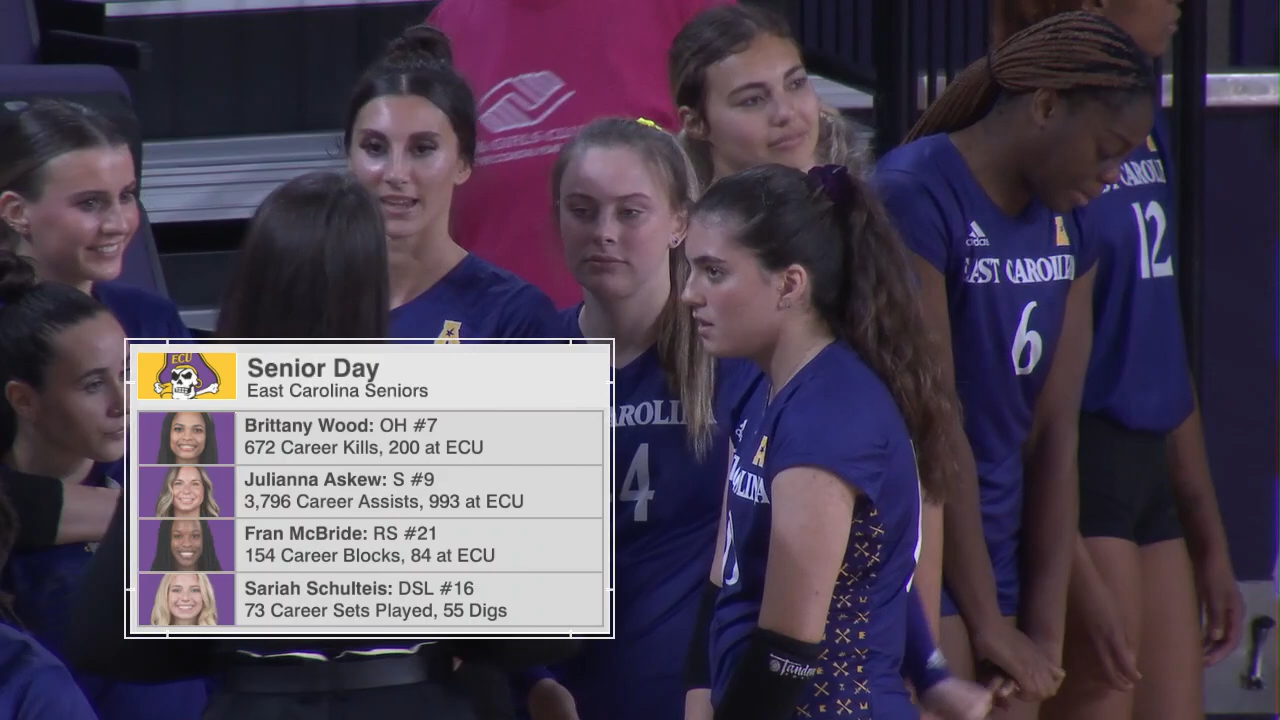 ECU
Senior Day
East Carolina Seniors
Brittany Wood: OH #7
672 Career Kills, 200 at ECU
Julianna Askew: S #9
3,796 Career Assists, 993 at ECU
Fran McBride: RS #21
154 Career Blocks, 84 at ECU
Sariah Schulteis: DSL #16
73 Career Sets Played, 55 Digs
adidas
EAST CAROLINA
6
12
4